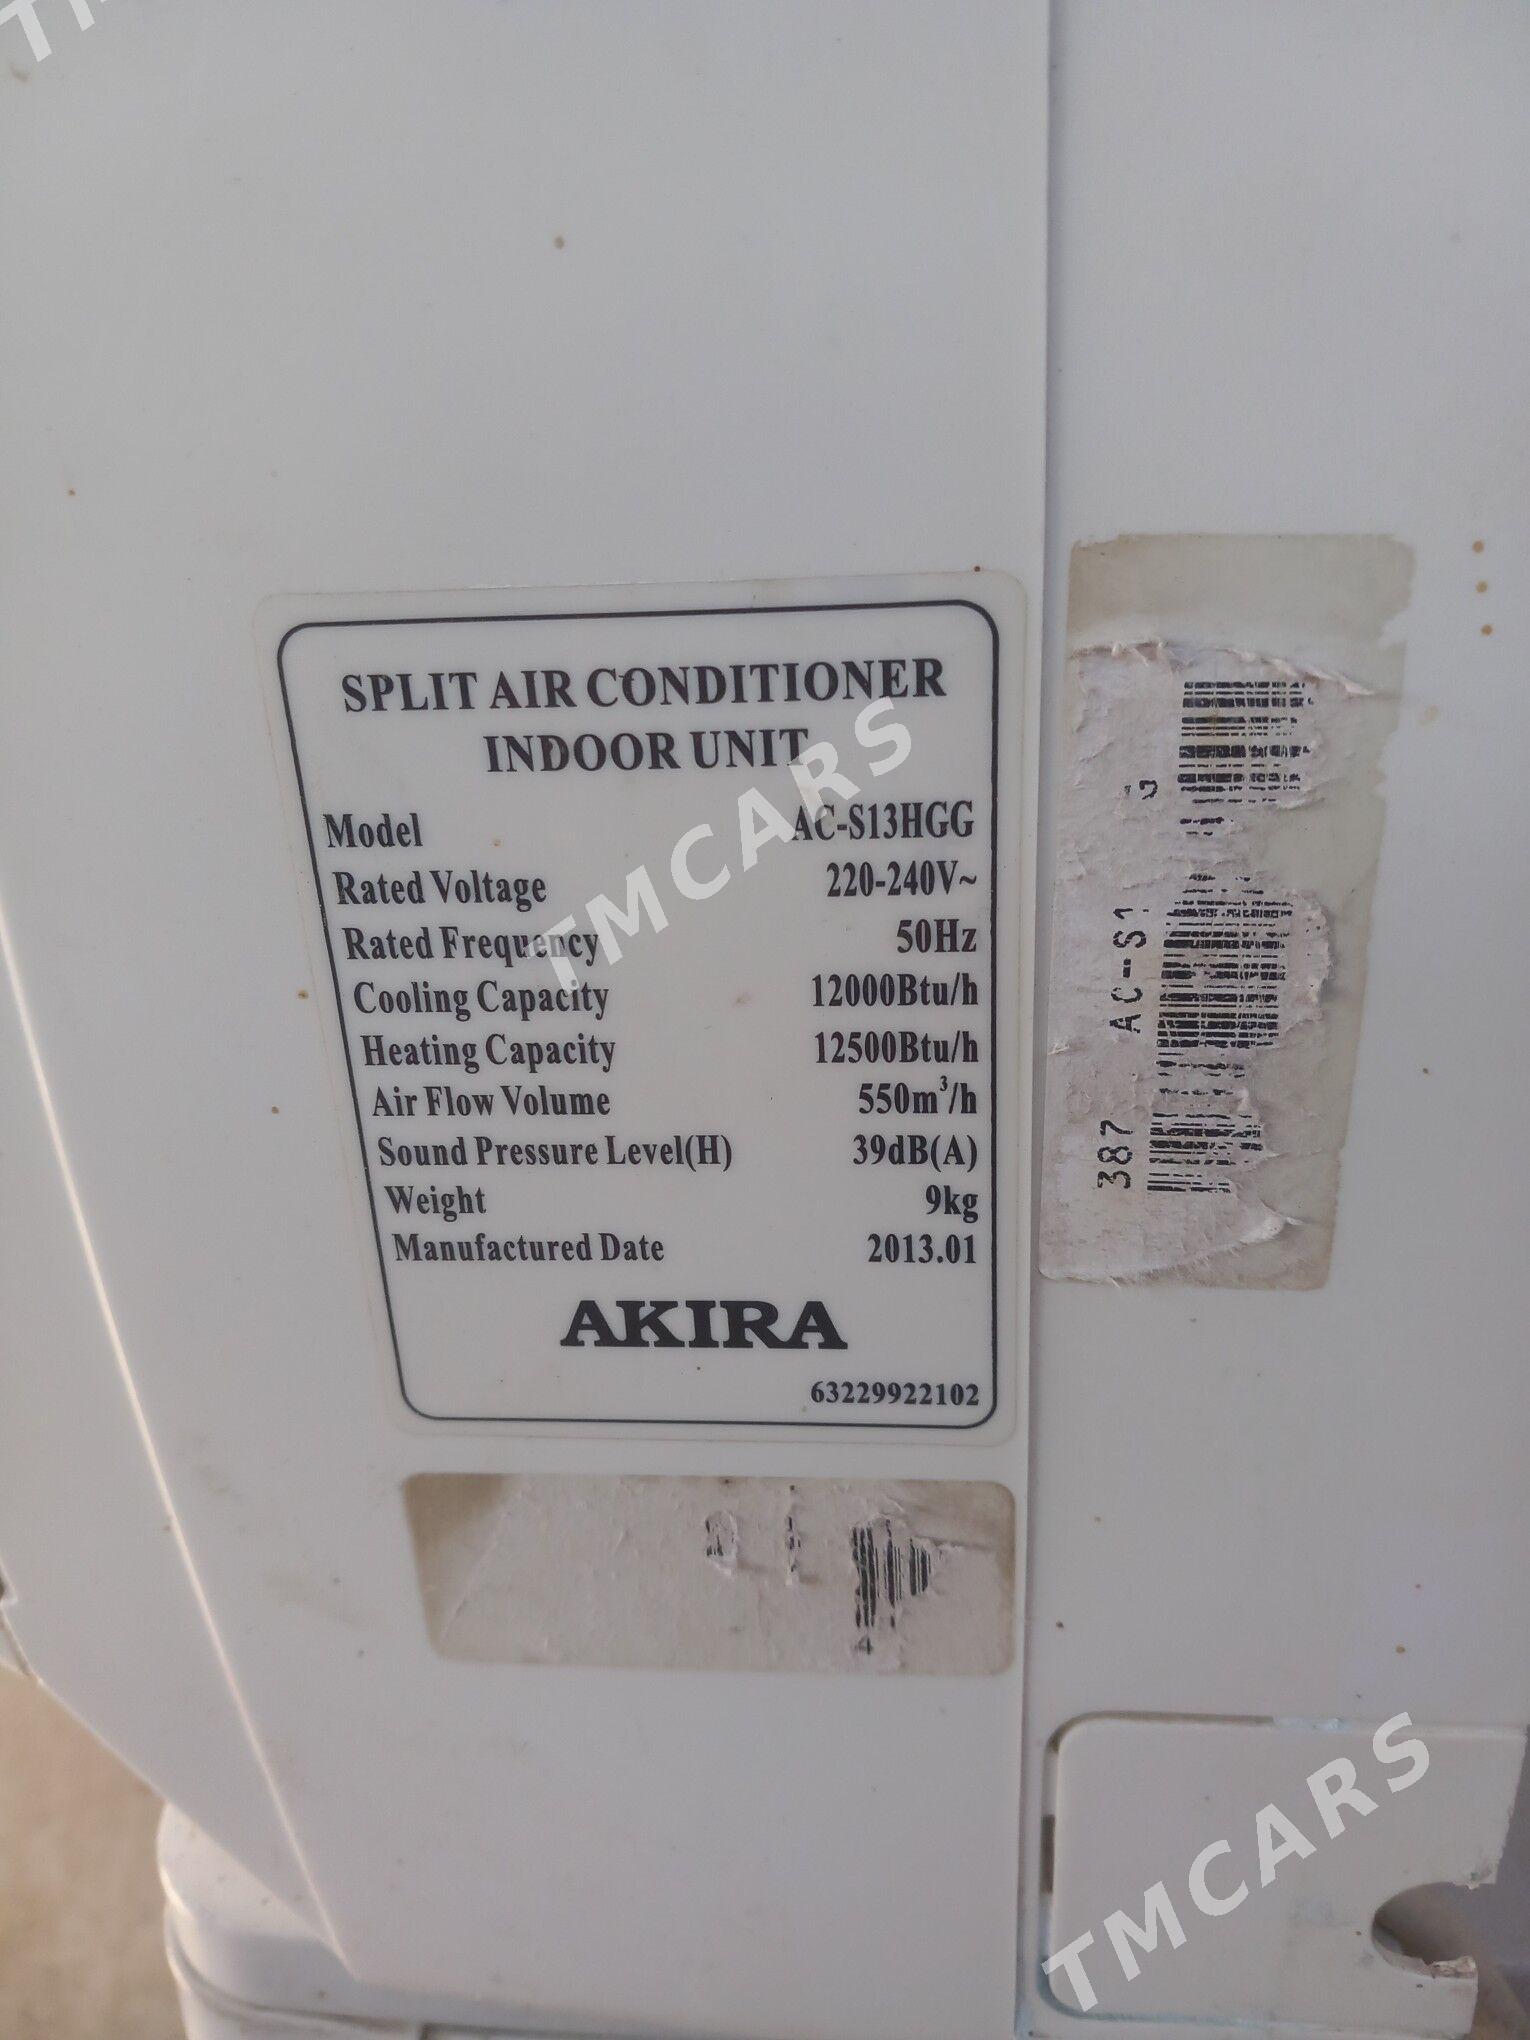 SPLIT AIR CONDITIONER
INDOOR UNIT
Model AC-S13HGG
Rated Voltage 220-240V~
Rated Frequency 50Hz
Cooling Capacity 12000Btu/h
Heating Capacity 12500Btu/h
Air Flow Volume 550m³/h
Sound Pressure Level(H) 39dB(A)
Weight 9kg
Manufactured Date 2013.01
AKIRA
63229922102
387 AC-S1
4
TMCARS
TMCARS